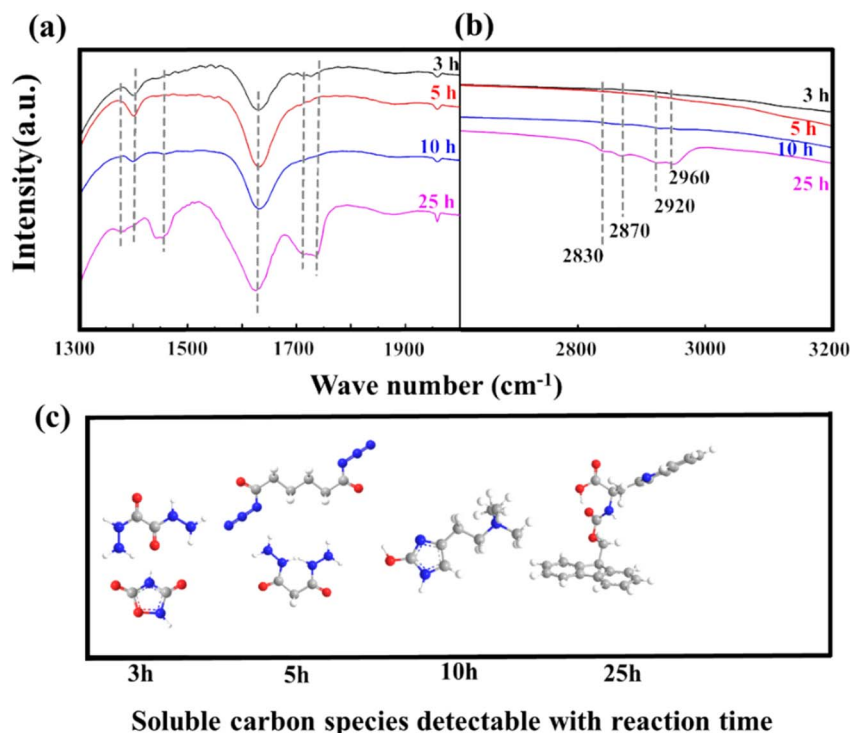 (a)
(b)
3 h
5 h
10 h
25 h
3 h
5 h
10 h
25 h
2960
2920
2870
2830
Intensity(a.u.)
1300 1500 1700 1900 2800 3000 3200
Wave number (cm-1)
(c)
3h 5h 10h 25h
Soluble carbon species detectable with reaction time